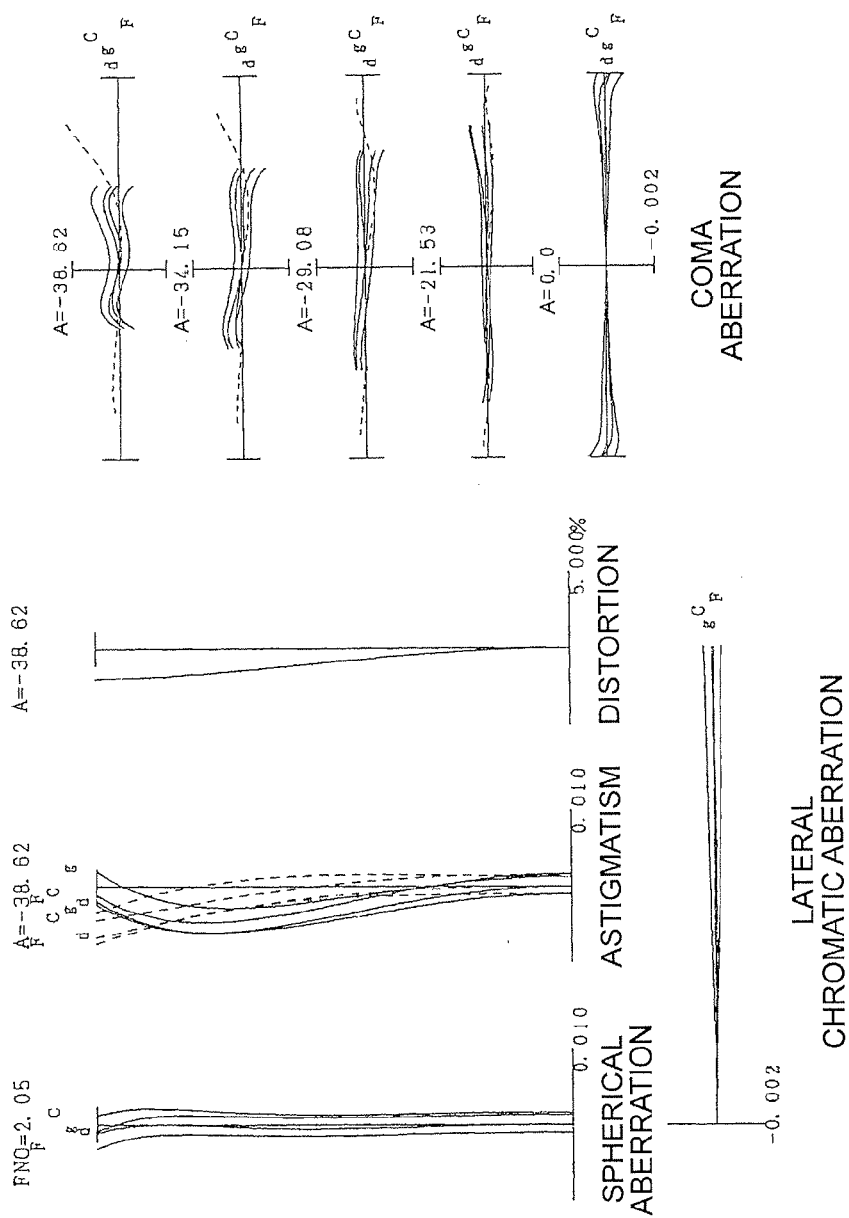 FNO=2.05
F
g C
d
0.010
SPHERICAL
ABERRATION
A=-38.62
F F
C C g
g
d d
0.010
ASTIGMATISM
A=-38.62
5.000%
DISTORTION
A=-38.62
d g C F
A=-34.15
d g C F
A=-29.08
d g C F
A=-21.53
d g C F
A=0.0
d g C F
-0.002
COMA
ABERRATION
g C F
-0.002
LATERAL
CHROMATIC ABERRATION